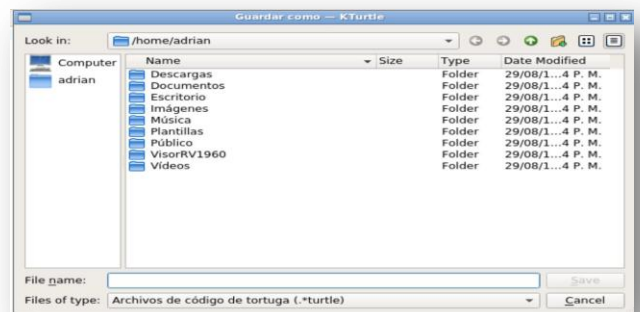 Guardar como — KTurtle
Look in: /home/adrian
Computer
adrian
Name Size Type Date Modified
Descargas Folder 29/08/1...4 P. M.
Documentos Folder 29/08/1...4 P. M.
Escritorio Folder 29/08/1...4 P. M.
Imágenes Folder 29/08/1...4 P. M.
Música Folder 29/08/1...4 P. M.
Plantillas Folder 29/08/1...4 P. M.
Público Folder 29/08/1...4 P. M.
VisorRV1960 Folder 29/08/1...4 P. M.
Vídeos Folder 29/08/1...4 P. M.
File name: Save
Files of type: Archivos de código de tortuga (.*turtle) Cancel